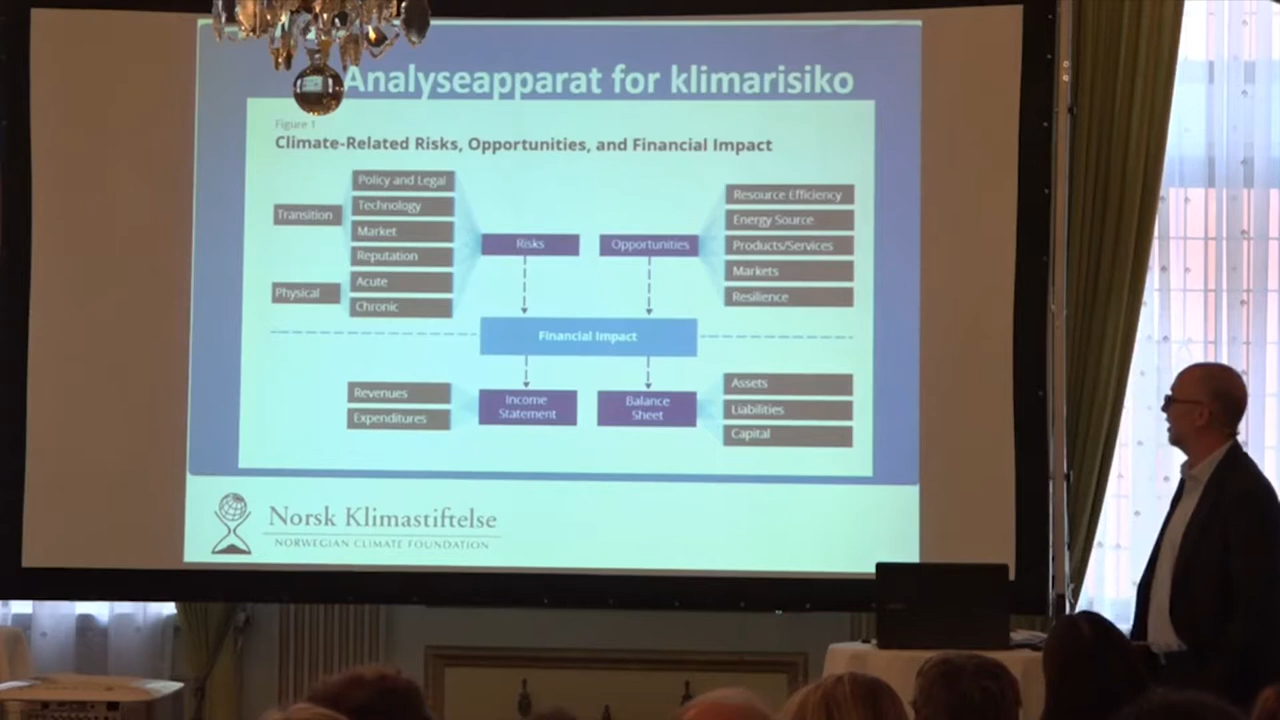 Analyseapparat for klimarisiko
Figure 1
Climate-Related Risks, Opportunities, and Financial Impact
Transition
Physical
Policy and Legal
Technology
Market
Reputation
Acute
Chronic
Risks
Opportunities
Resource Efficiency
Energy Source
Products/Services
Markets
Resilience
Financial Impact
Revenues
Expenditures
Income
Statement
Balance
Sheet
Assets
Liabilities
Capital
Norsk Klimastiftelse
NORWEGIAN CLIMATE FOUNDATION